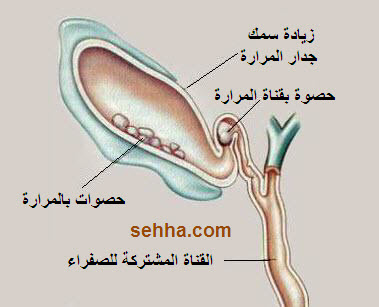 زيادة سمك
جدار المرارة
حصوة بقناة المرارة
حصوات بالمرارة
sehha.com
القناة المشتركة للصفراء